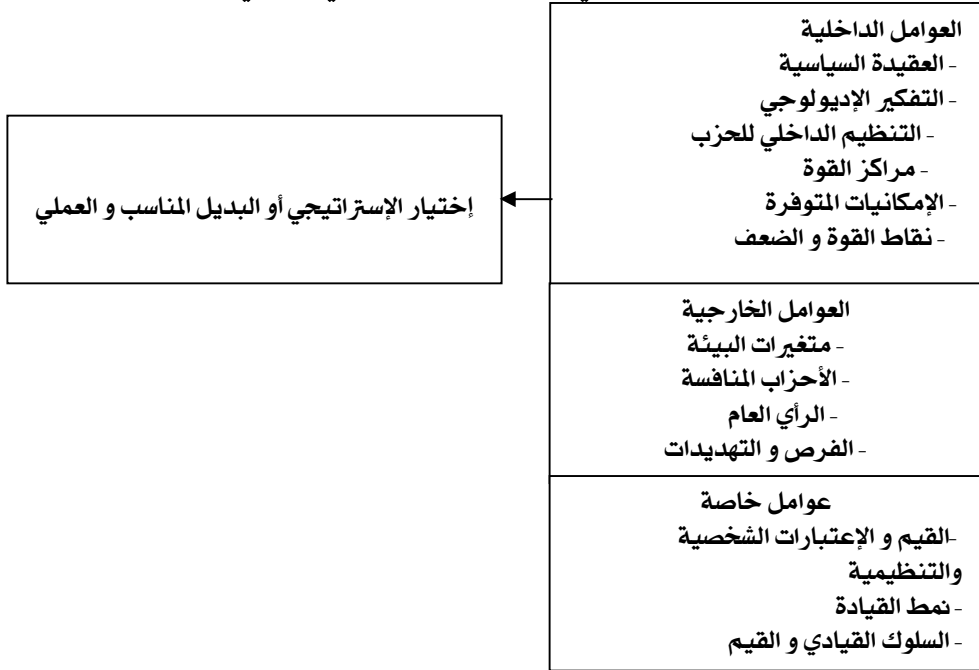 العوامل الداخلية
- العقيدة السياسية
- التفكير الإديولوجي
- التنظيم الداخلي للحزب
- مراكز القوة
- الإمكانيات المتوفرة
- نقاط القوة و الضعف
إختيار الإستراتيجي أو البديل المناسب و العملي
العوامل الخارجية
- متغيرات البيئة
- الأحزاب المنافسة
- الرأي العام
- الفرص و التهديدات
عوامل خاصة
-القيم و الإعتبارات الشخصية
والتنظيمية
- نمط القيادة
- السلوك القيادي و القيم